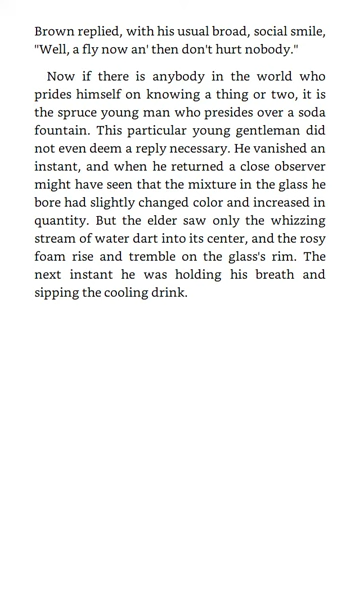 Brown replied, with his usual broad, social smile,
"Well, a fly now an' then don't hurt nobody."
Now if there is anybody in the world who
prides himself on knowing a thing or two, it is
the spruce young man who presides over a soda
fountain. This particular young gentleman did
not even deem a reply necessary. He vanished an
instant, and when he returned a close observer
might have seen that the mixture in the glass he
bore had slightly changed color and increased in
quantity. But the elder saw only the whizzing
stream of water dart into its center, and the rosy
foam rise and tremble on the glass's rim. The
next instant he was holding his breath and
sipping the cooling drink.